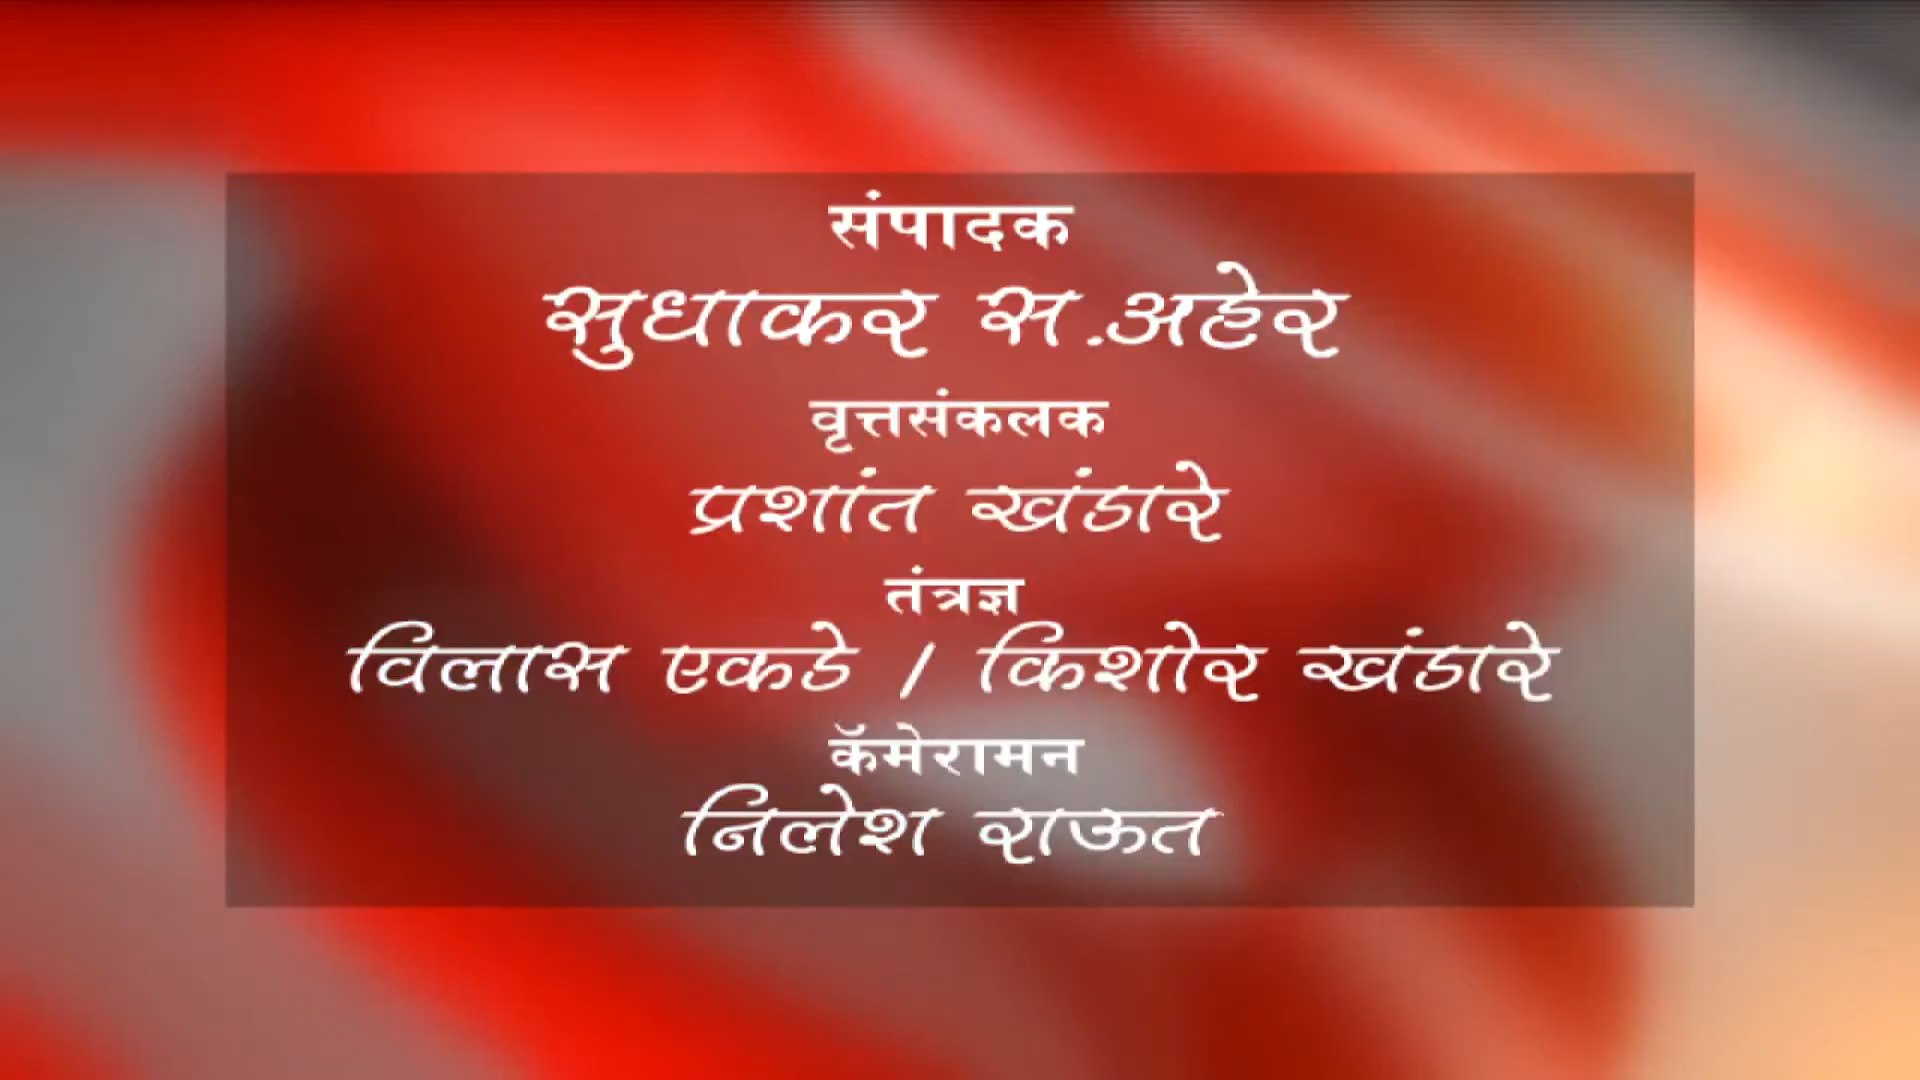 संपादक
सुधाकर स.अहेर
वृत्तसंकलक
प्रशांत खंडारे
तंत्रज्ञ
विलास एकडे / किशोर खंडारे
कॅमेरामन
निलेश राऊत